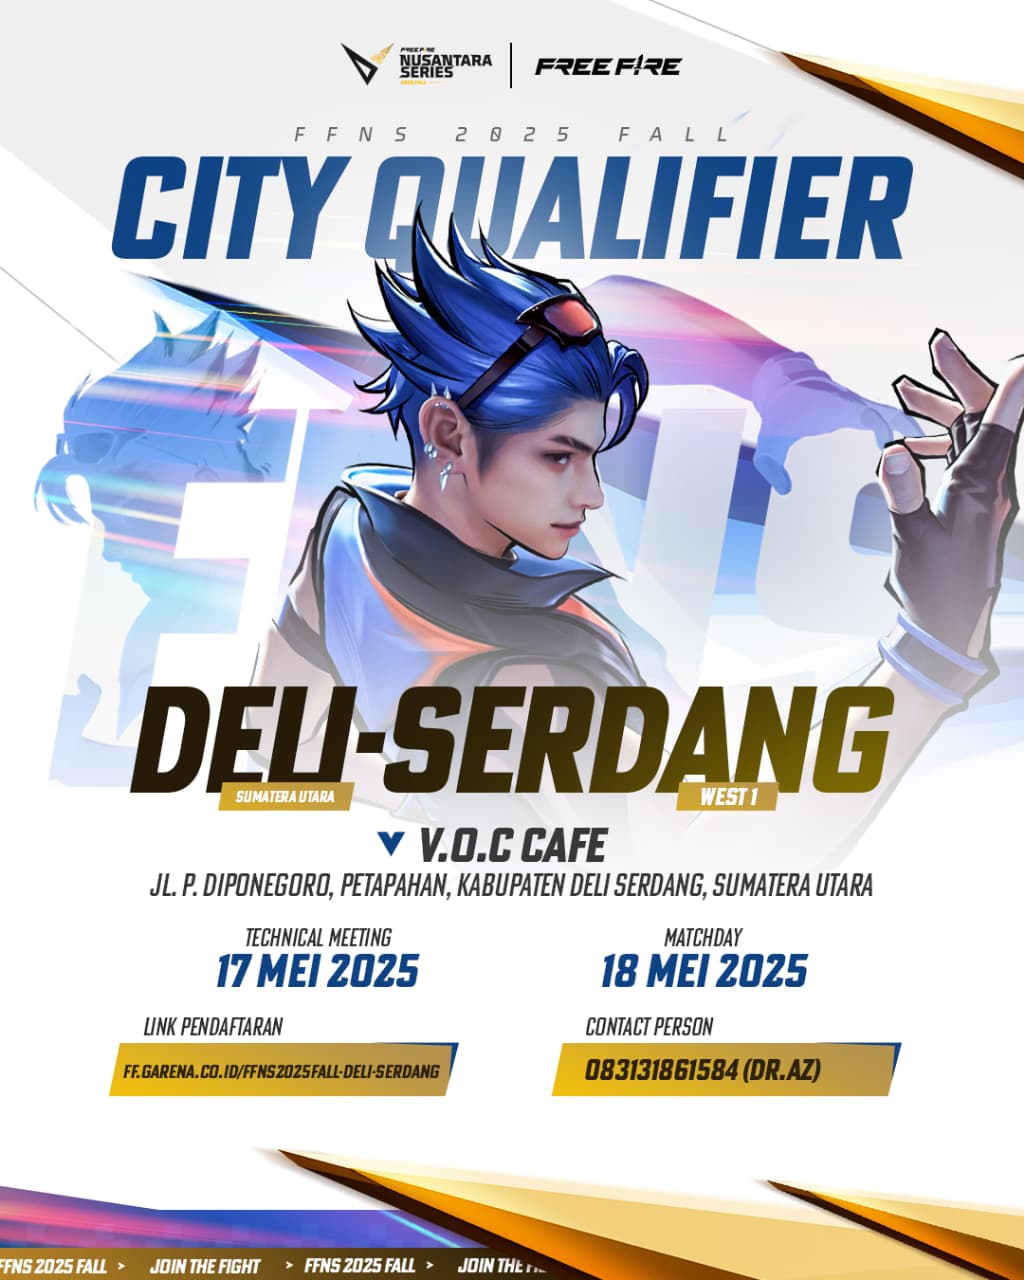 FREE FIRE
NUSANTARA
SERIES
FREE FIRE
FFNS 2025 FALL
CITY QUALIFIER
FFNS
DELI-SERDANG
SUMATERA UTARA
WEST 1
V.O.C CAFE
JL. P. DIPONEGORO, PETAPAHAN, KABUPATEN DELI SERDANG, SUMATERA UTARA
TECHNICAL MEETING
17 MEI 2025
MATCHDAY
18 MEI 2025
LINK PENDAFTARAN
FF.GARENA.CO.ID/FFNS2025FALL-DELI-SERDANG
CONTACT PERSON
083131861584 (DR.AZ)
FFNS 2025 FALL > JOIN THE FIGHT > FFNS 2025 FALL > JOIN THE